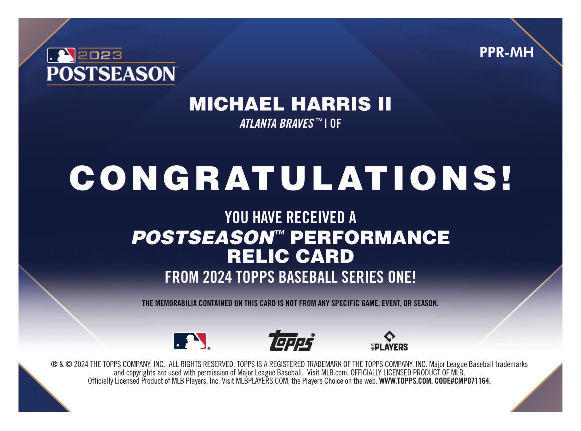 2023
POSTSEASON
PPR-MH
MICHAEL HARRIS II
ATLANTA BRAVES™ | OF
CONGRATULATIONS!
YOU HAVE RECEIVED A
POSTSEASON™ PERFORMANCE
RELIC CARD
FROM 2024 TOPPS BASEBALL SERIES ONE!
THE MEMORABILIA CONTAINED ON THIS CARD IS NOT FROM ANY SPECIFIC GAME, EVENT, OR SEASON.
topps
PLAYERS
® & © 2024 THE TOPPS COMPANY, INC. ALL RIGHTS RESERVED. TOPPS IS A REGISTERED TRADEMARK OF THE TOPPS COMPANY, INC. Major League Baseball trademarks
and copyrights are used with permission of Major League Baseball. Visit MLB.com. OFFICIALLY LICENSED PRODUCT OF MLB.
Officially Licensed Product of MLB Players, Inc. Visit MLBPLAYERS.COM, the Players Choice on the web. WWW.TOPPS.COM. CODE#CMP071164.